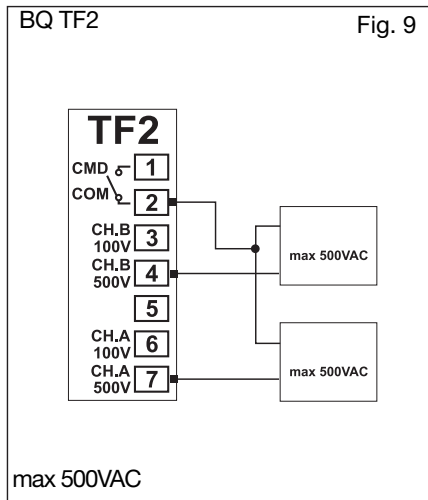 BQ TF2 Fig. 9
TF2
CMD 1
COM 2
CH.B
100V 3
CH.B
500V 4
5
CH.A
100V 6
CH.A
500V 7
max 500VAC
max 500VAC
max 500VAC